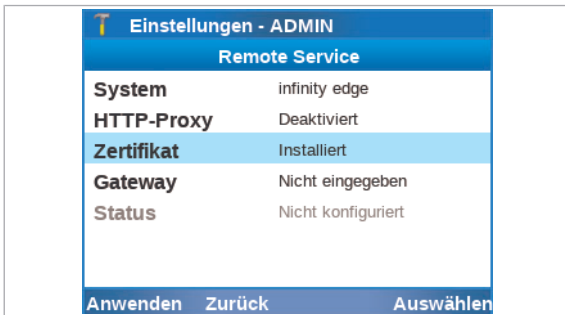 Einstellungen - ADMIN
Remote Service
System infinity edge
HTTP-Proxy Deaktiviert
Zertifikat Installiert
Gateway Nicht eingegeben
Status Nicht konfiguriert
Anwenden Zurück Auswählen